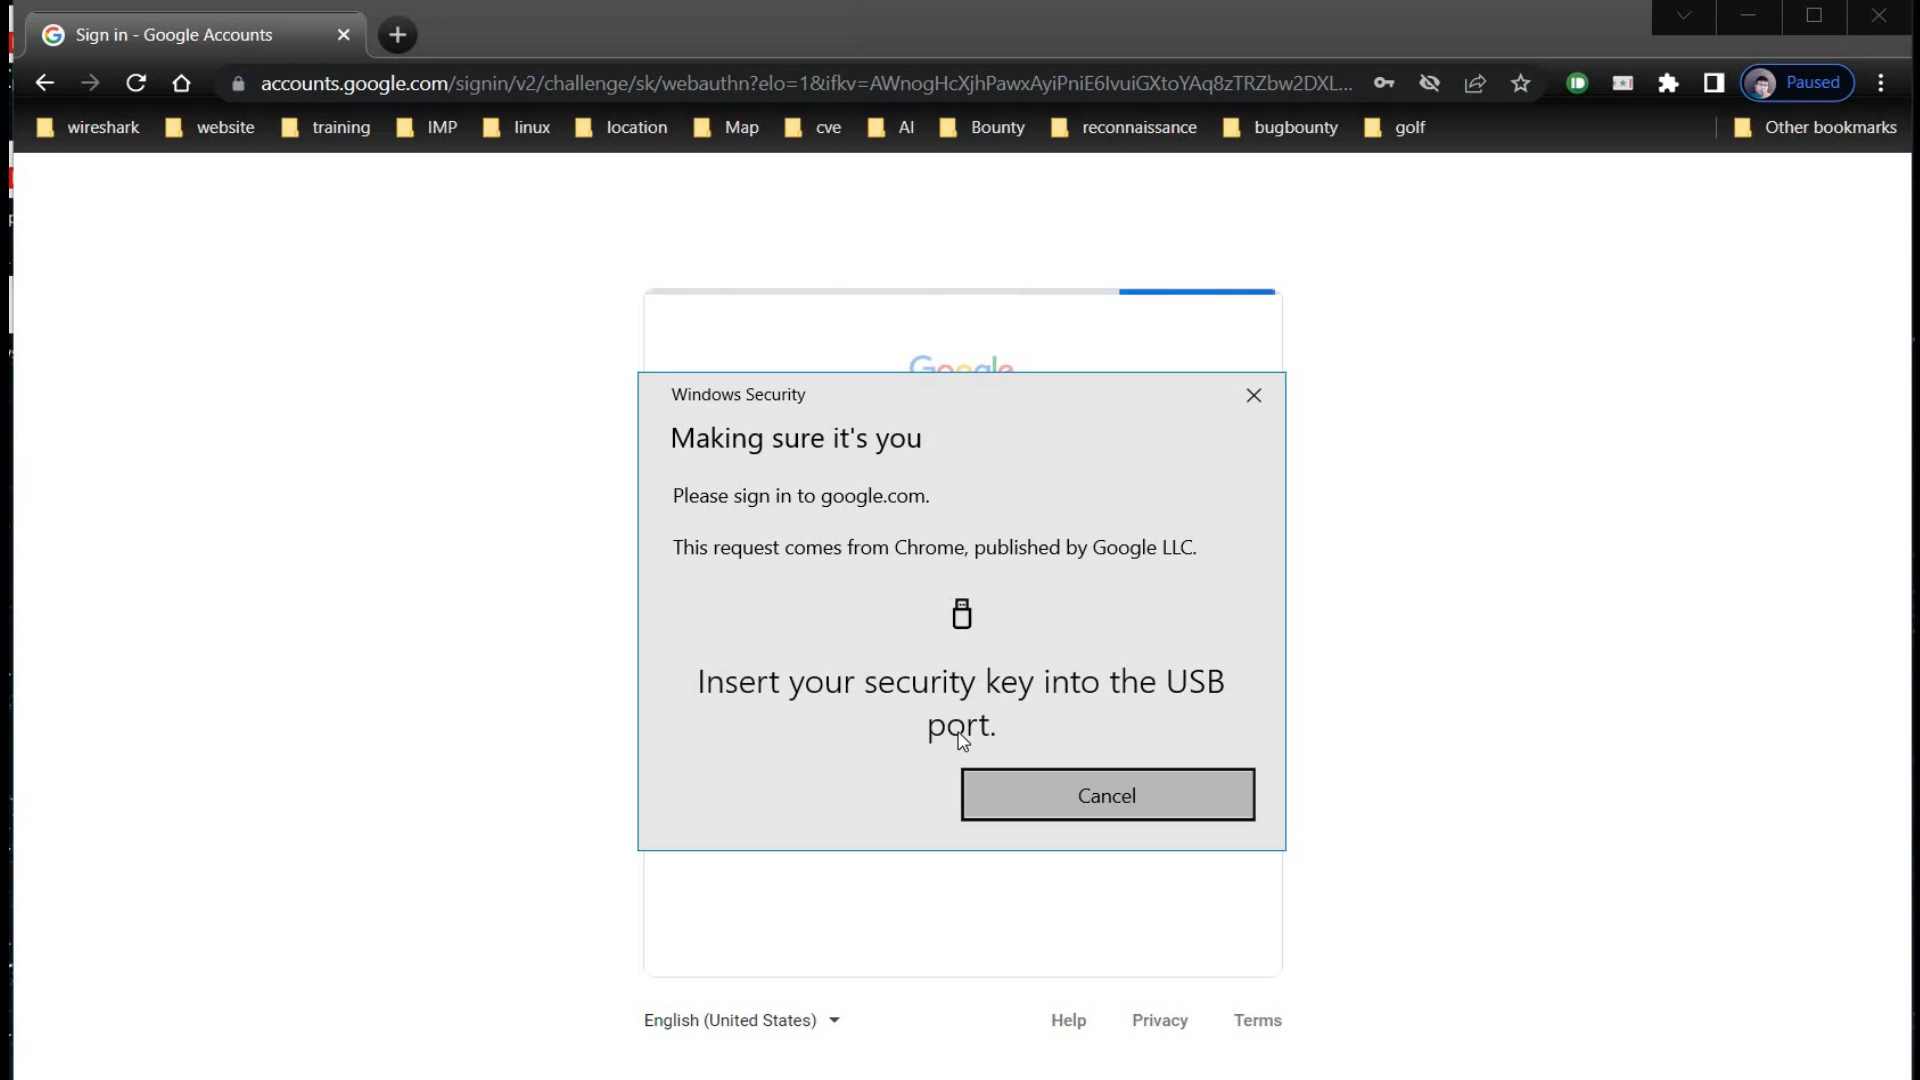 Sign in - Google Accounts
accounts.google.com/signin/v2/challenge/sk/webauthn?elo=1&ifkv=AWnogHcXjhPawxAyiPniE6IvuiGXtoYAq8zTRZbw2DXL...
Paused
wireshark website training IMP linux location Map cve AI Bounty reconnaissance bugbounty golf Other bookmarks
Google
Windows Security
Making sure it's you
Please sign in to google.com.
This request comes from Chrome, published by Google LLC.
Insert your security key into the USB
port.
Cancel
English (United States) Help Privacy Terms